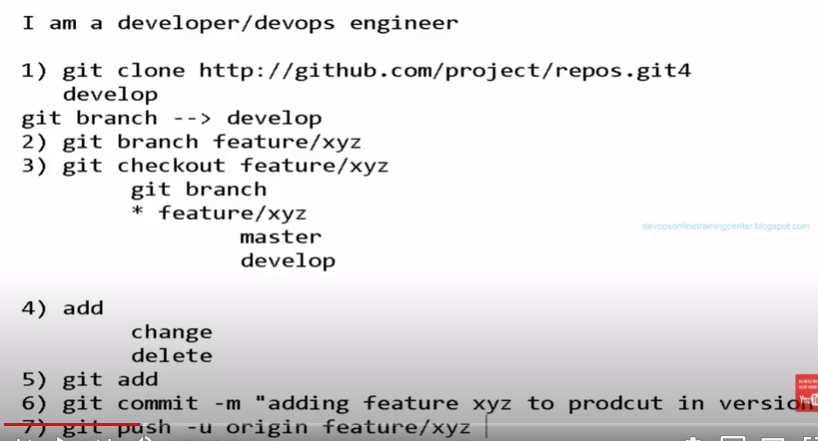 I am a developer/devops engineer
1) git clone http://github.com/project/repos.git4
develop
git branch --> develop
2) git branch feature/xyz
3) git checkout feature/xyz
git branch
* feature/xyz
master
develop
devopsonlinetrainingcenter.blogspot.com
4) add
change
delete
5) git add
6) git commit -m "adding feature xyz to prodcut in version
7) git push -u origin feature/xyz